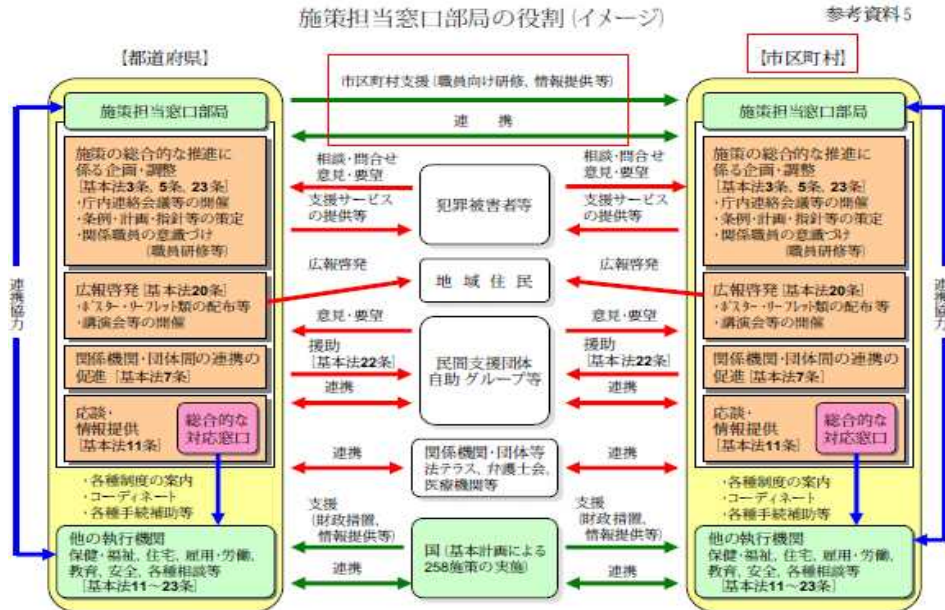 施策担当窓口部局の役割(イメージ)
参考資料5
【都道府県】
【市区町村】
市区町村支援(職員向け研修、情報提供等)
連 携
施策担当窓口部局
施策の総合的な推進に
係る企画・調整
[基本法3条、5条、23条]
・庁内連絡会議等の開催
・条例・計画・指針等の策定
・関係職員の意識づけ
(職員研修等)
広報啓発 [基本法20条]
・ポスター・リーフレット類の配布等
・講演会等の開催
関係機関・団体間の連携の
促進 [基本法7条]
応談・
情報提供
[基本法11条]
総合的な
対応窓口
・各種制度の案内
・コーディネート
・各種手続補助等
他の執行機関
保健・福祉、住宅、雇用・労働、
教育、安全、各種相談等
[基本法11～23条]
連携協力
相談・問合せ
意見・要望
支援サービス
の提供等
広報啓発
意見・要望
援助
[基本法22条]
連携
連携
支援
(財政措置、
情報提供等)
連携
犯罪被害者等
地 域 住 民
民間支援団体
自助グループ等
関係機関・団体等
法テラス、弁護士会、
医療機関等
国(基本計画による
258施策の実施)
相談・問合せ
意見・要望
支援サービス
の提供等
広報啓発
意見・要望
援助
[基本法22条]
連携
連携
支援
(財政措置、
情報提供等)
連携
施策担当窓口部局
施策の総合的な推進に
係る企画・調整
[基本法3条、5条、23条]
・庁内連絡会議等の開催
・条例・計画・指針等の策定
・関係職員の意識づけ
(職員研修等)
広報啓発 [基本法20条]
・ポスター・リーフレット類の配布等
・講演会等の開催
関係機関・団体間の連携の
促進 [基本法7条]
応談・
情報提供
[基本法11条]
総合的な
対応窓口
・各種制度の案内
・コーディネート
・各種手続補助等
他の執行機関
保健・福祉、住宅、雇用・労働、
教育、安全、各種相談等
[基本法11～23条]
連携協力